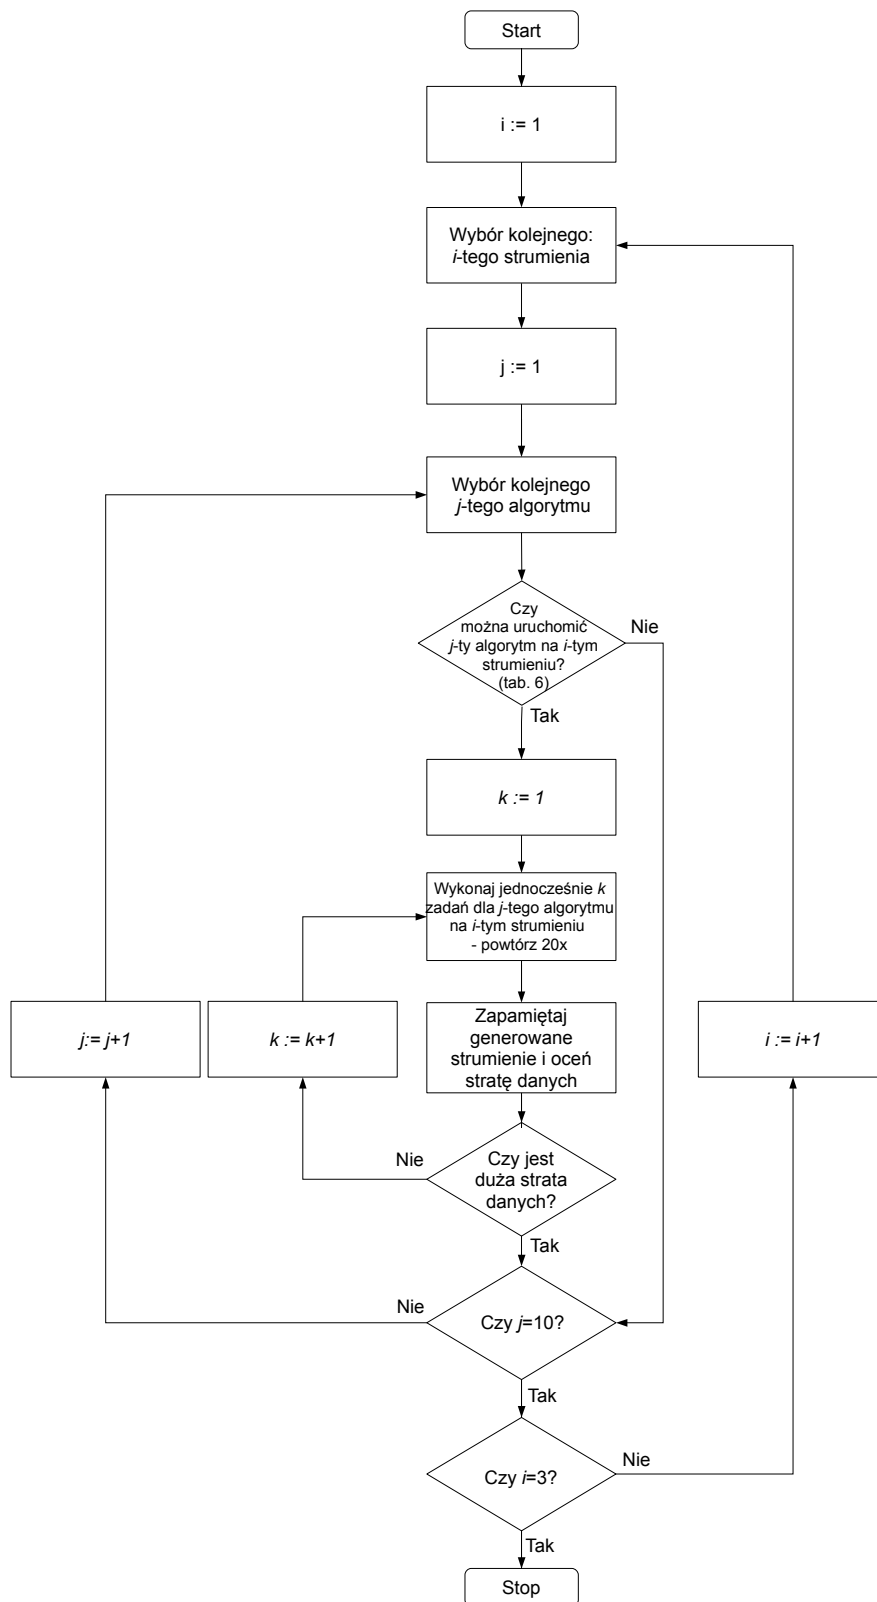 Start
i := 1
Wybór kolejnego:
i-tego strumienia
j := 1
Wybór kolejnego
j-tego algorytmu
Czy
można uruchomić
j-ty algorytm na i-tym
strumieniu?
(tab. 6)
Nie
Tak
k := 1
Wykonaj jednocześnie k
zadań dla j-tego algorytmu
na i-tym strumieniu
- powtórz 20x
j:= j+1
k := k+1
Zapamiętaj
generowane
strumienie i oceń
stratę danych
i := i+1
Nie
Czy jest
duża strata
danych?
Tak
Nie
Czy j=10?
Tak
Czy i=3?
Nie
Tak
Stop